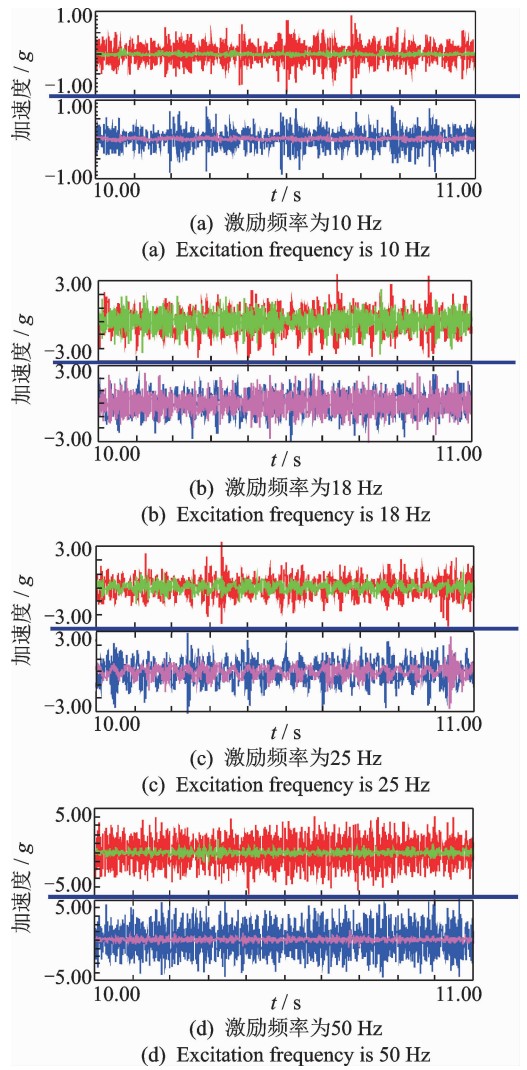 1.00
加速度 / g
−1.00
1.00
−1.00
10.00
11.00
t / s
(a) 激励频率为10 Hz
(a) Excitation frequency is 10 Hz
3.00
加速度 / g
−3.00
3.00
−3.00
10.00
11.00
t / s
(b) 激励频率为18 Hz
(b) Excitation frequency is 18 Hz
3.00
加速度 / g
−3.00
3.00
−3.00
10.00
11.00
t / s
(c) 激励频率为25 Hz
(c) Excitation frequency is 25 Hz
5.00
加速度 / g
−5.00
5.00
−5.00
10.00
11.00
t / s
(d) 激励频率为50 Hz
(d) Excitation frequency is 50 Hz